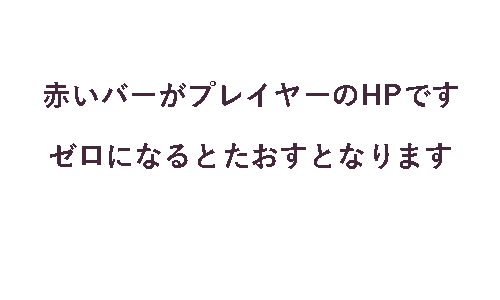 赤いバーがプレイヤーのHPです
ゼロになるとたおすとなります